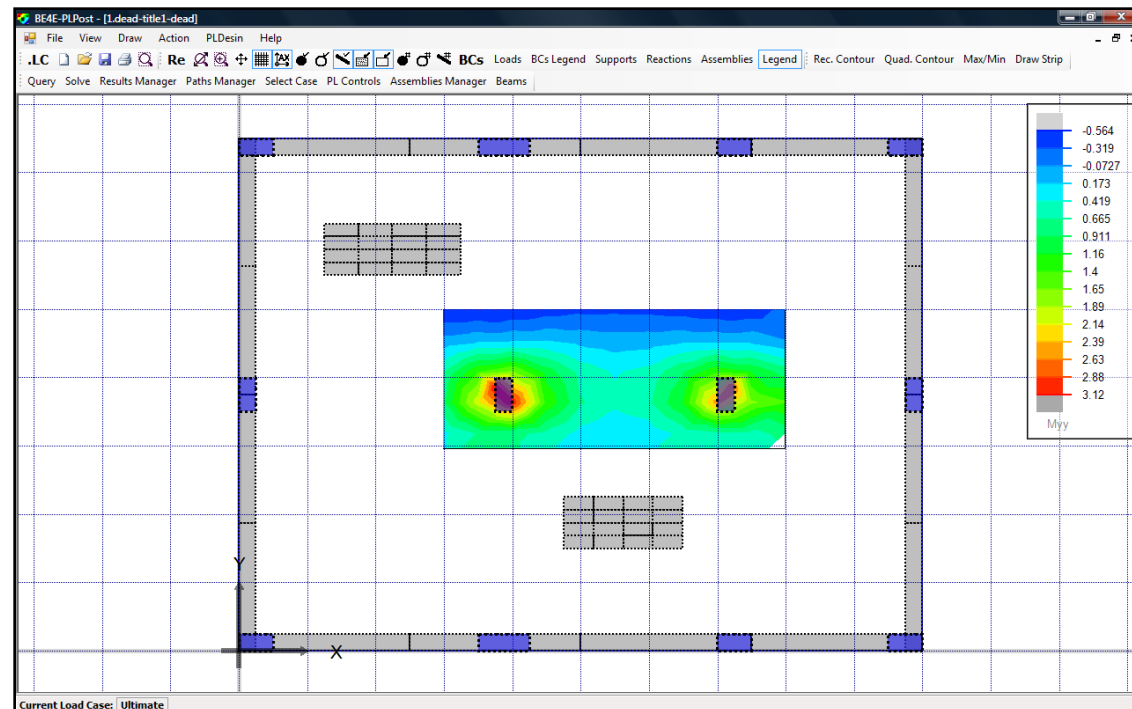 BE4E-PLPost - [1.dead-title1-dead]
File View Draw Action PLDesin Help
.LC Re BCs Loads BCs Legend Supports Reactions Assemblies Legend Rec. Contour Quad. Contour Max/Min Draw Strip
Query Solve Results Manager Paths Manager Select Case PL Controls Assemblies Manager Beams
-0.564
-0.319
-0.0727
0.173
0.419
0.665
0.911
1.16
1.4
1.65
1.89
2.14
2.39
2.63
2.88
3.12
Myy
Y
X
Current Load Case: Ultimate